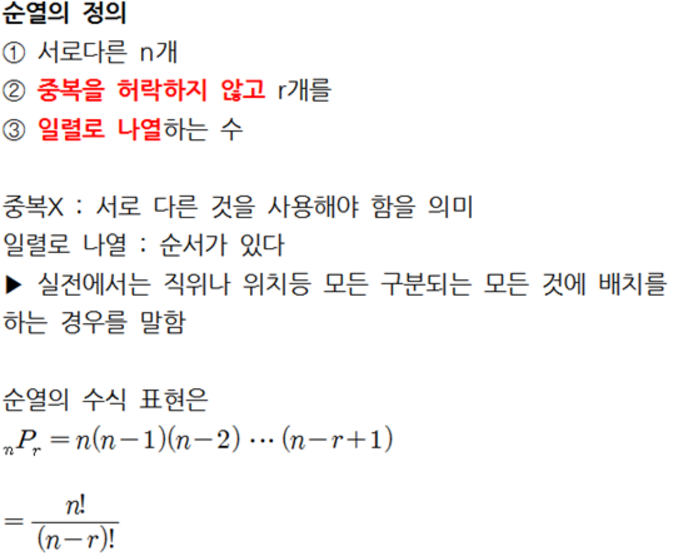 순열의 정의
① 서로다른 n개
② 중복을 허락하지 않고 r개를
③ 일렬로 나열하는 수
중복X : 서로 다른 것을 사용해야 함을 의미
일렬로 나열 : 순서가 있다
▶ 실전에서는 직위나 위치등 모든 구분되는 모든 것에 배치를
하는 경우를 말함
순열의 수식 표현은
ₙPᵣ = n(n−1)(n−2) ⋯ (n−r+1)
= n! / (n−r)!